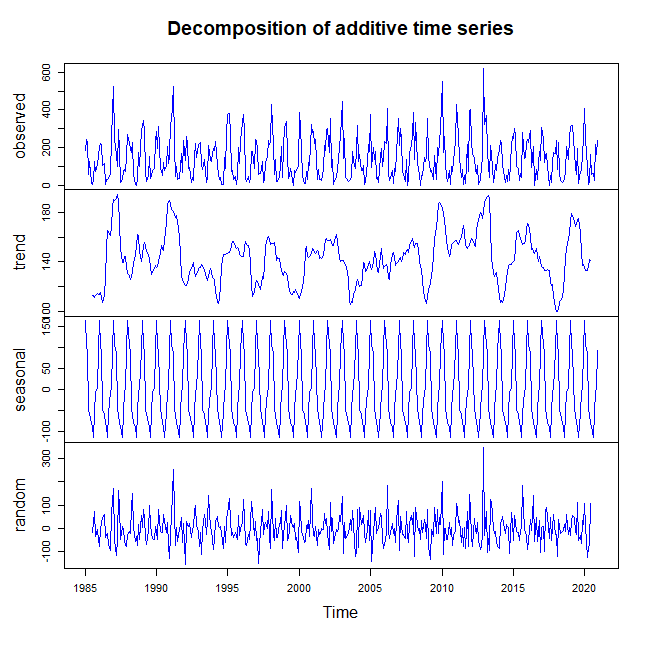 Decomposition of additive time series
observed
0 200 400 600
trend
100 140 180
seasonal
-100 0 50 150
random
-100 0 100 300
1985 1990 1995 2000 2005 2010 2015 2020
Time